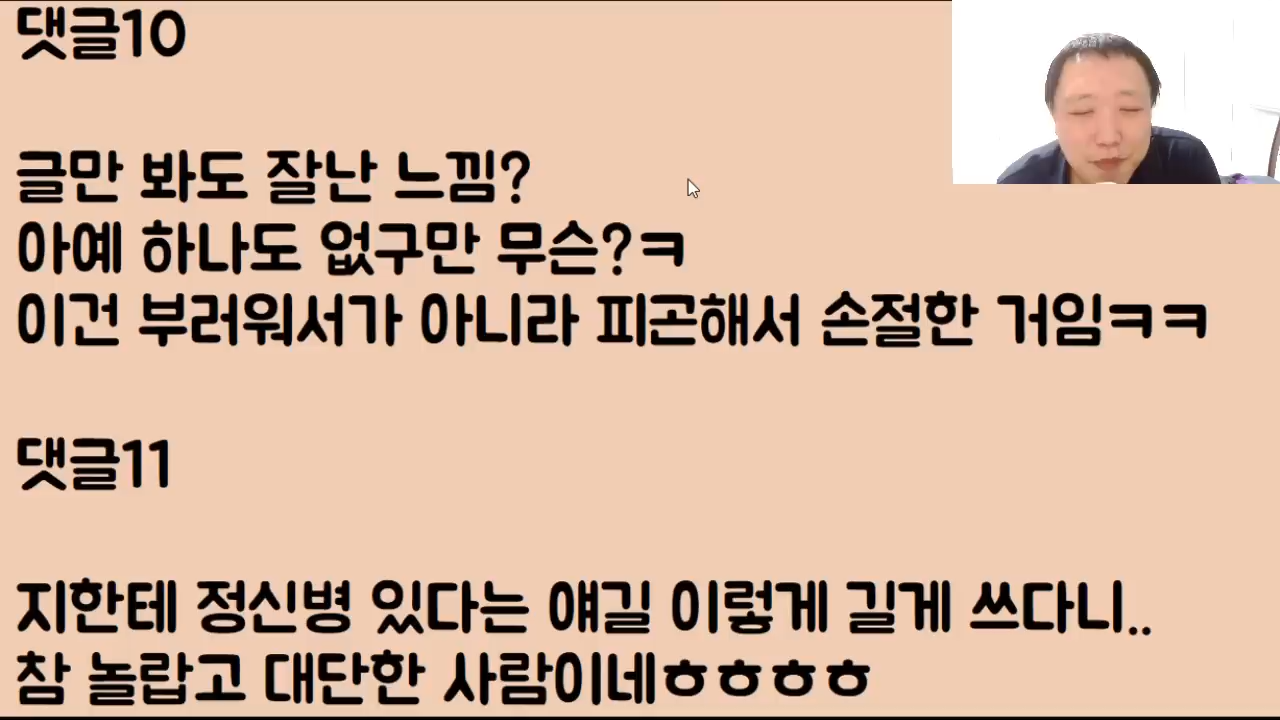 댓글10
글만 봐도 잘난 느낌?
아예 하나도 없구만 무슨?ㅋ
이건 부러워서가 아니라 피곤해서 손절한 거임ㅋㅋ
댓글11
지한테 정신병 있다는 얘길 이렇게 길게 쓰다니..
참 놀랍고 대단한 사람이네ㅎㅎㅎㅎ